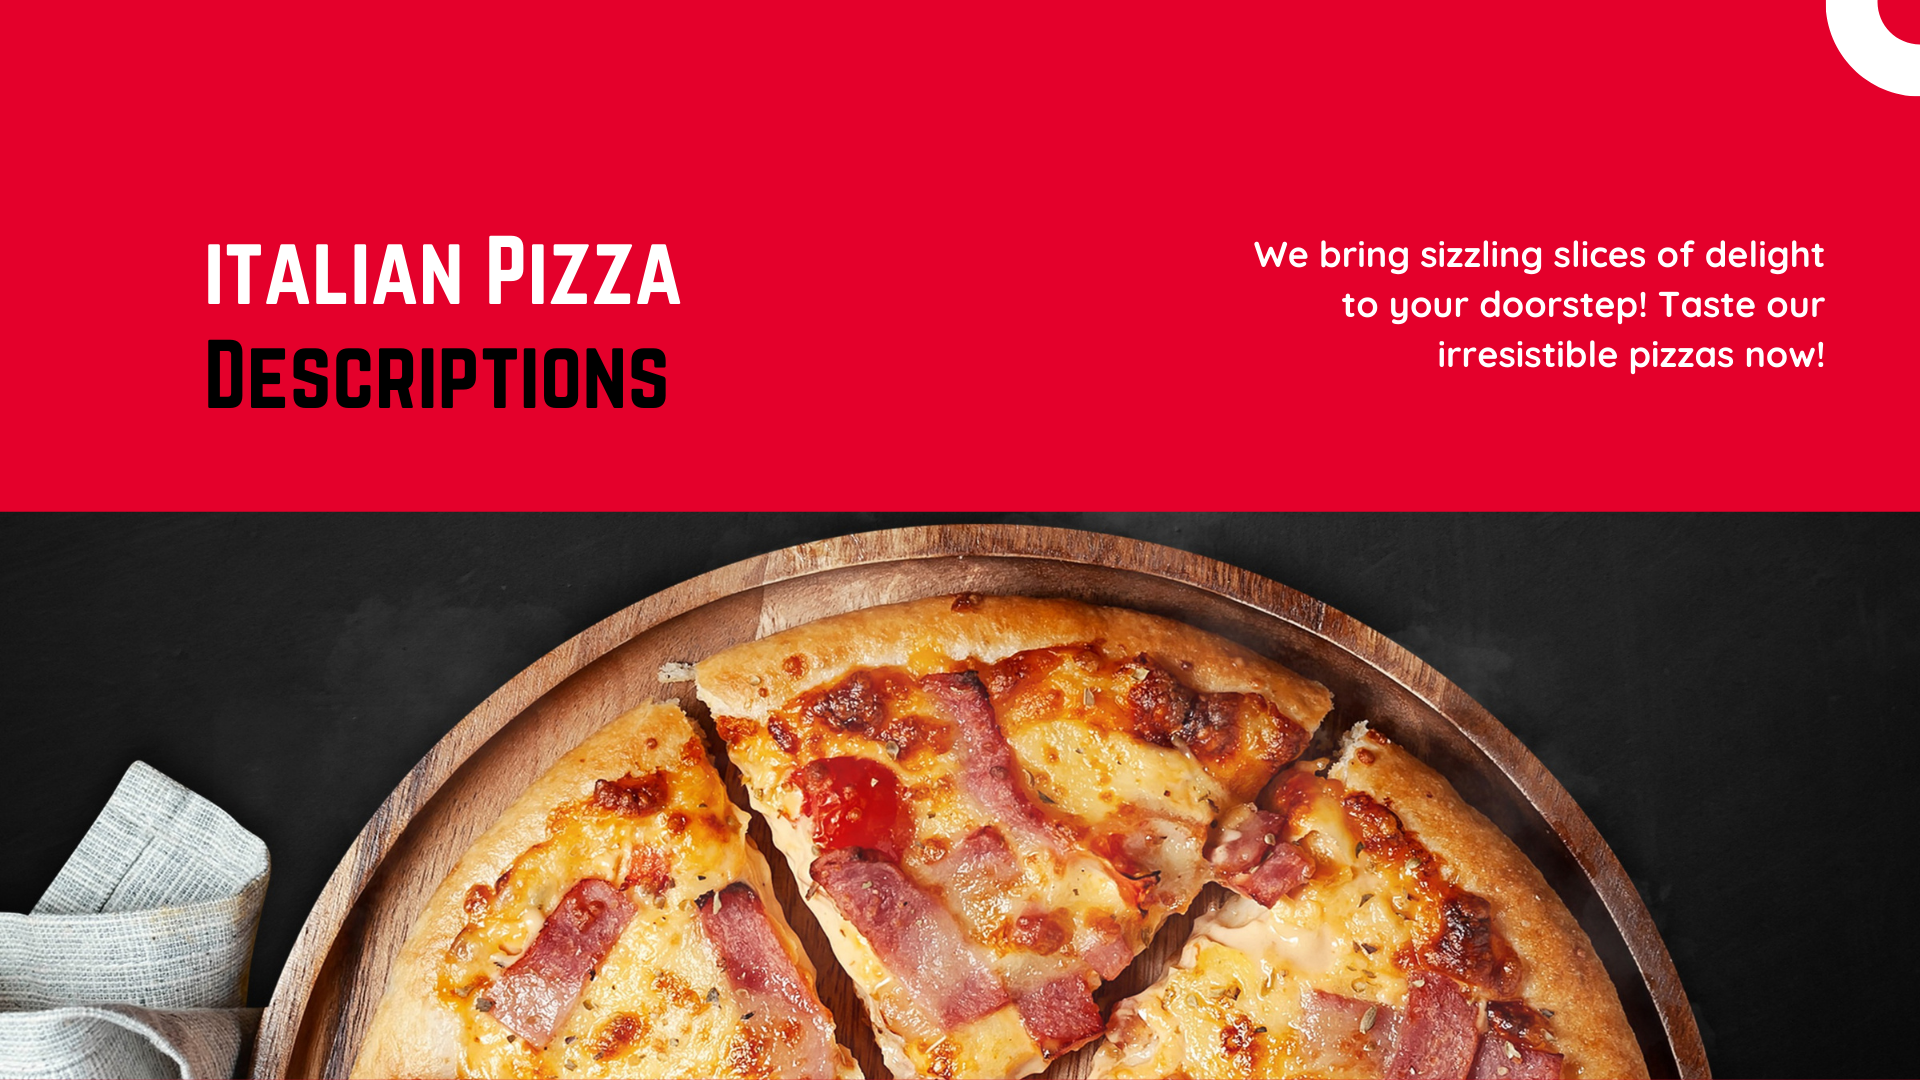 ITALIAN PIZZA
DESCRIPTIONS
We bring sizzling slices of delight
to your doorstep! Taste our
irresistible pizzas now!